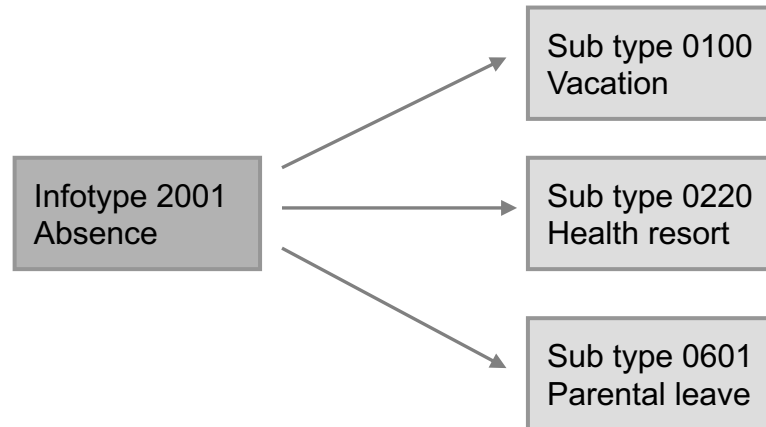 Sub type 0100
Vacation
Infotype 2001
Absence
Sub type 0220
Health resort
Sub type 0601
Parental leave